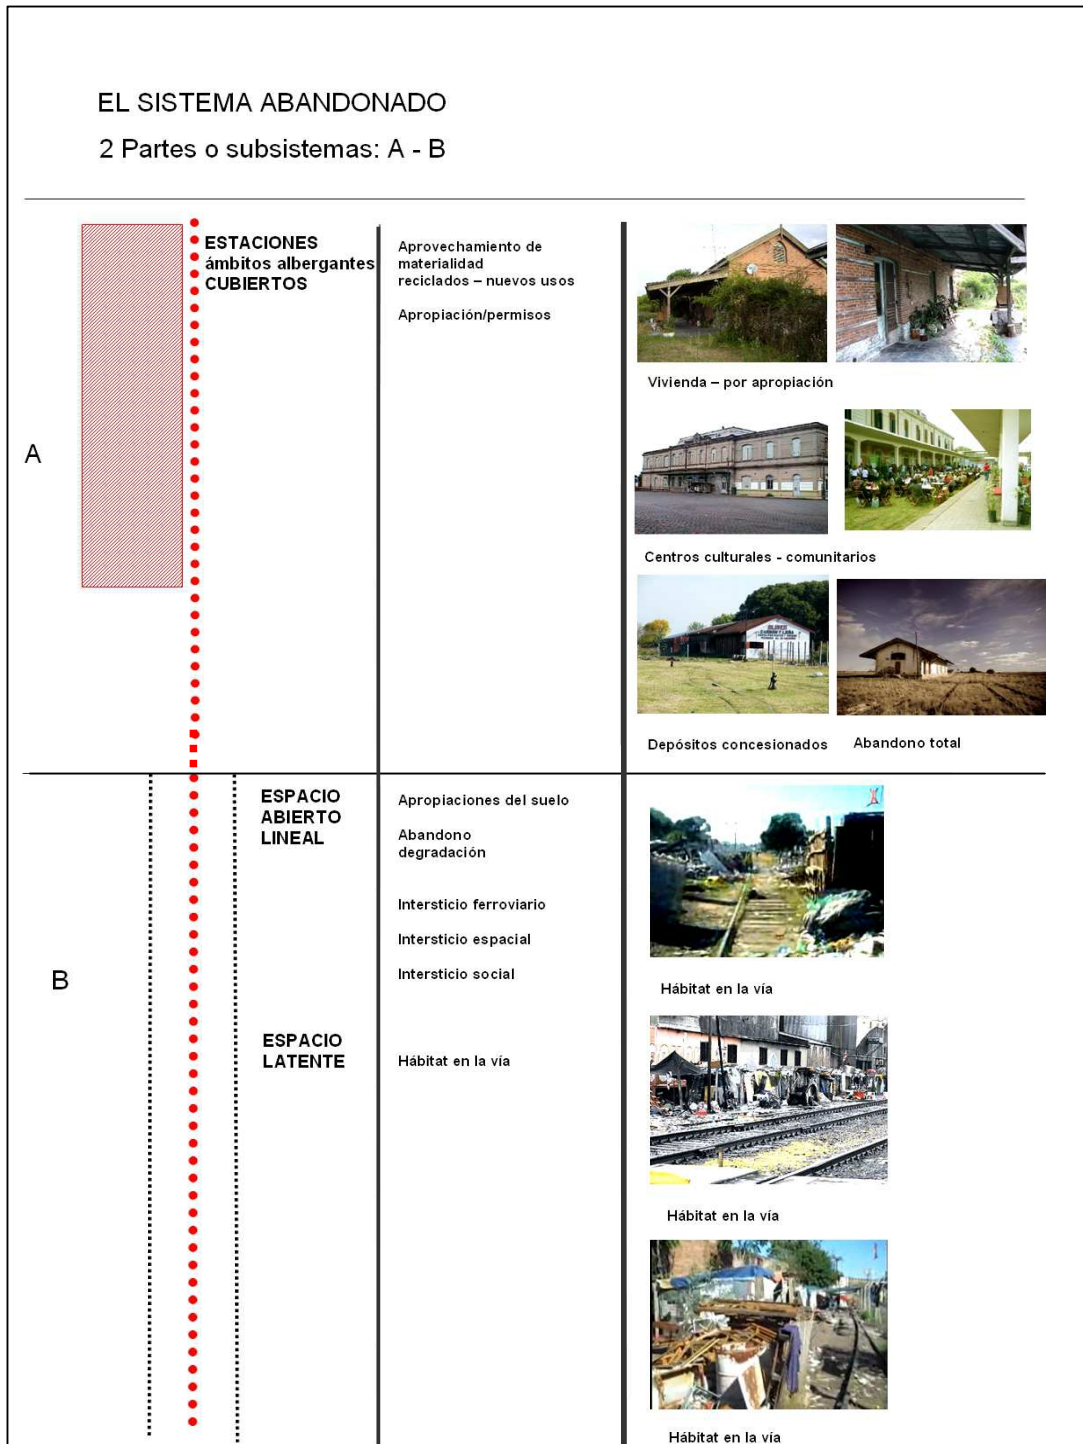 EL SISTEMA ABANDONADO
2 Partes o subsistemas: A - B
A
ESTACIONES
ámbitos albergantes
CUBIERTOS
Aprovechamiento de
materialidad
reciclados – nuevos usos
Apropiación/permisos
Vivienda – por apropiación
Centros culturales - comunitarios
Depósitos concesionados
Abandono total
B
ESPACIO
ABIERTO
LINEAL
Apropiaciones del suelo
Abandono
degradación
Intersticio ferroviario
Intersticio espacial
Intersticio social
ESPACIO
LATENTE
Hábitat en la vía
Hábitat en la vía
Hábitat en la vía
Hábitat en la vía